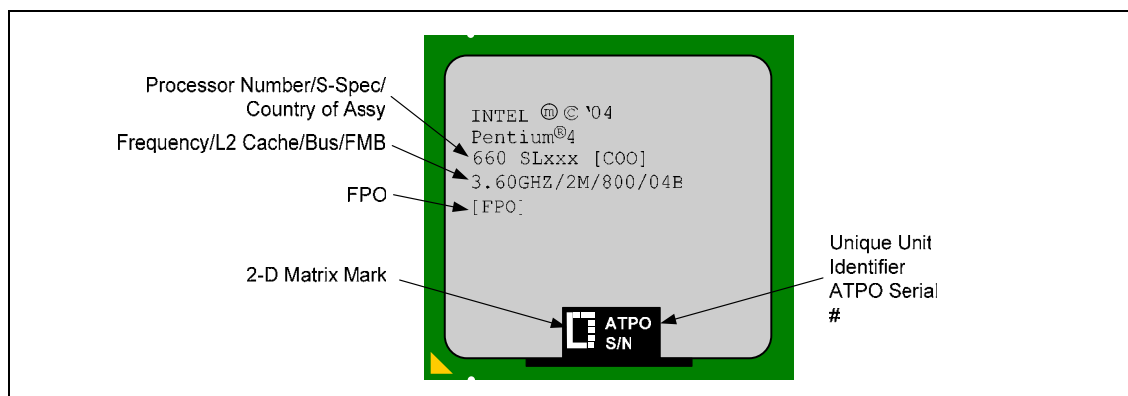 Processor Number/S-Spec/
Country of Assy
Frequency/L2 Cache/Bus/FMB
FPO
2-D Matrix Mark
INTEL ⓜ © '04
Pentium®4
660 SLxxx [COO]
3.60GHZ/2M/800/04B
[FPO]
ATPO
S/N
Unique Unit
Identifier
ATPO Serial
#